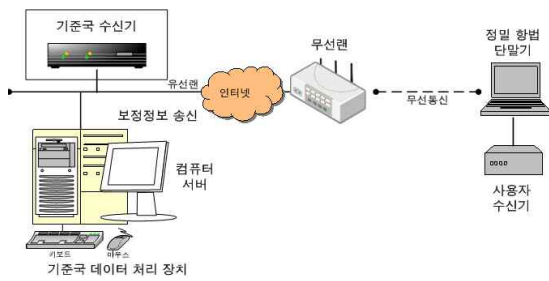 기준국 수신기
유선랜
인터넷
무선랜
무선통신
정밀 항법
단말기
사용자
수신기
보정정보 송신
컴퓨터
서버
키보드
마우스
기준국 데이터 처리 장치